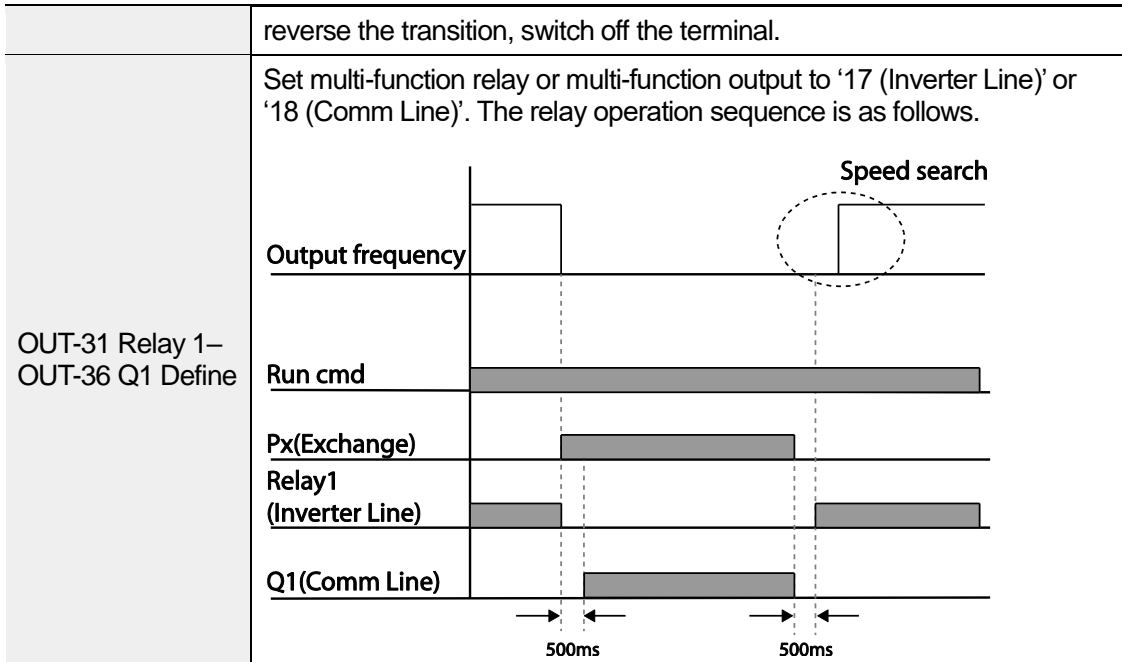 reverse the transition, switch off the terminal.
OUT-31 Relay 1–
OUT-36 Q1 Define
Set multi-function relay or multi-function output to ‘17 (Inverter Line)’ or
‘18 (Comm Line)’. The relay operation sequence is as follows.
Speed search
Output frequency
Run cmd
Px(Exchange)
Relay1
(Inverter Line)
Q1(Comm Line)
500ms 500ms